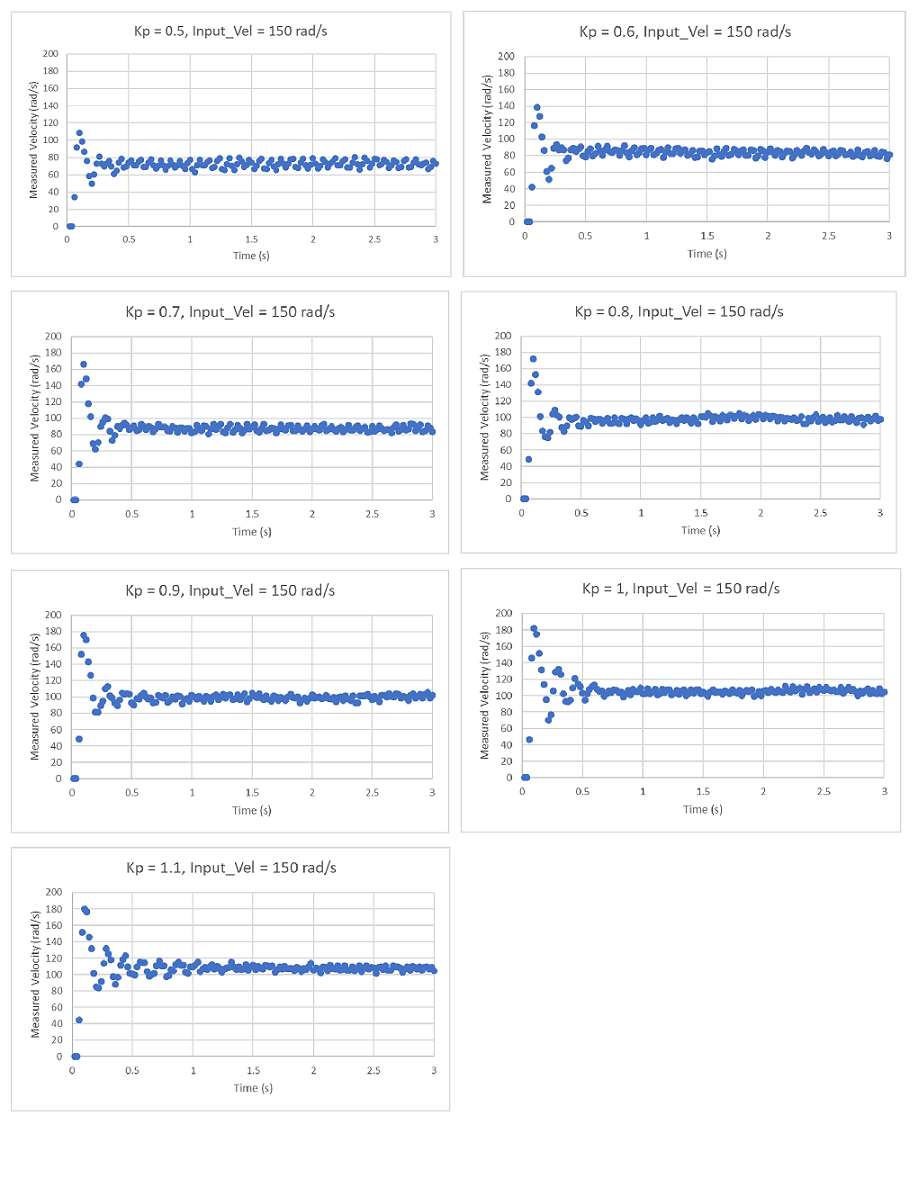 Kp = 0.5, Input_Vel = 150 rad/s
Measured Velocity (rad/s)
200
180
160
140
120
100
80
60
40
20
0
0 0.5 1 1.5 2 2.5 3
Time (s)
Kp = 0.6, Input_Vel = 150 rad/s
Measured Velocity (rad/s)
200
180
160
140
120
100
80
60
40
20
0
0 0.5 1 1.5 2 2.5 3
Time (s)
Kp = 0.7, Input_Vel = 150 rad/s
Measured Velocity (rad/s)
200
180
160
140
120
100
80
60
40
20
0
0 0.5 1 1.5 2 2.5 3
Time (s)
Kp = 0.8, Input_Vel = 150 rad/s
Measured Velocity (rad/s)
200
180
160
140
120
100
80
60
40
20
0
0 0.5 1 1.5 2 2.5 3
Time (s)
Kp = 0.9, Input_Vel = 150 rad/s
Measured Velocity (rad/s)
200
180
160
140
120
100
80
60
40
20
0
0 0.5 1 1.5 2 2.5 3
Time (s)
Kp = 1, Input_Vel = 150 rad/s
Measured Velocity (rad/s)
200
180
160
140
120
100
80
60
40
20
0
0 0.5 1 1.5 2 2.5 3
Time (s)
Kp = 1.1, Input_Vel = 150 rad/s
Measured Velocity (rad/s)
200
180
160
140
120
100
80
60
40
20
0
0 0.5 1 1.5 2 2.5 3
Time (s)